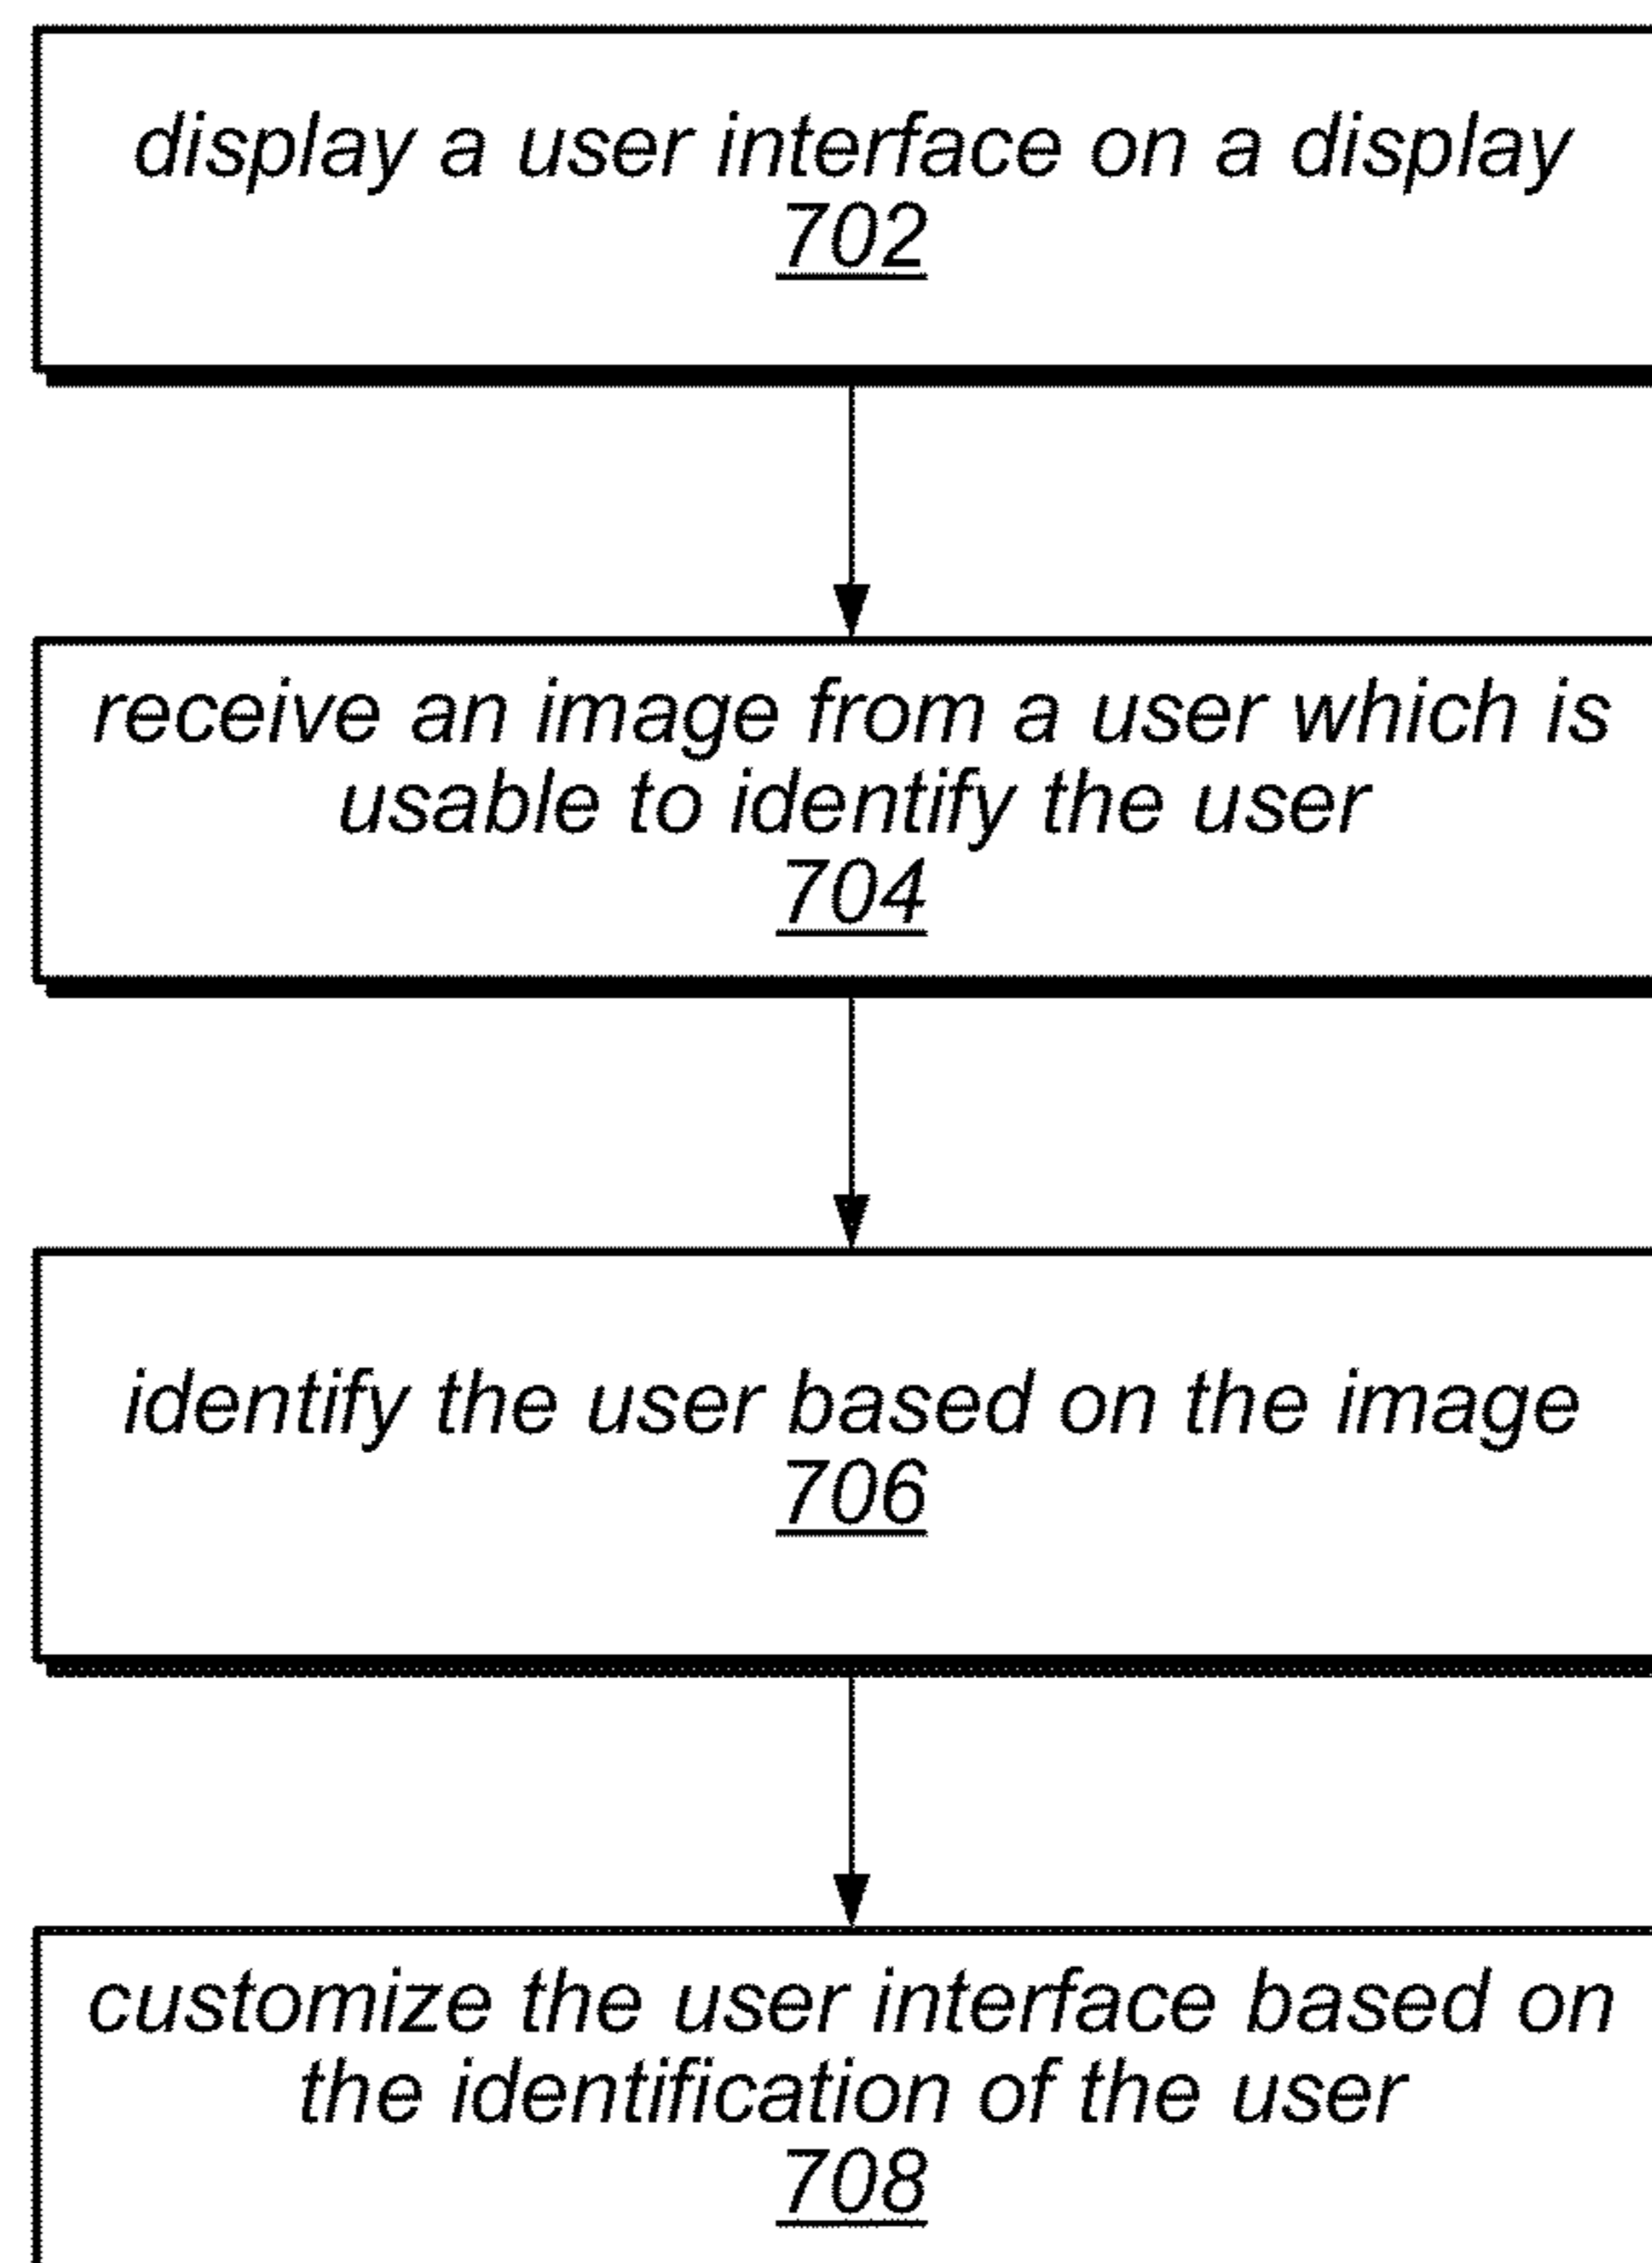 display a user interface on a display
702
receive an image from a user which is
usable to identify the user
704
identify the user based on the image
706
customize the user interface based on
the identification of the user
708